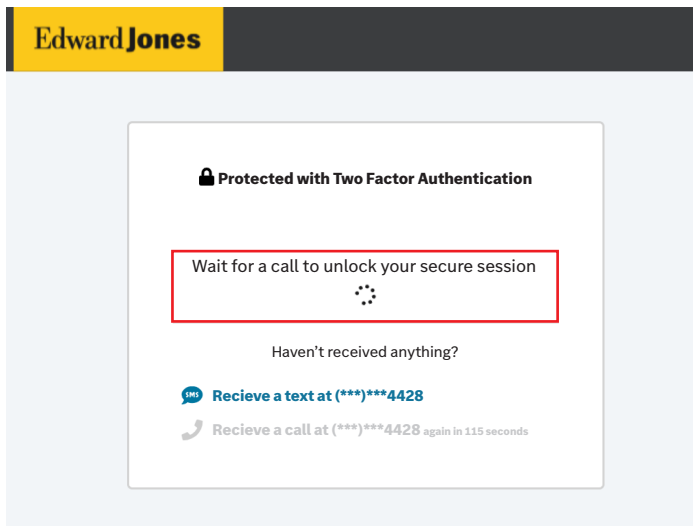 Edward Jones
Protected with Two Factor Authentication
Wait for a call to unlock your secure session
Haven't received anything?
SMS Recieve a text at (***)***4428
Recieve a call at (***)***4428 again in 115 seconds